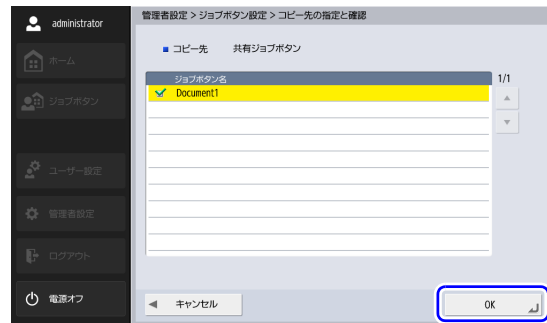 administrator
管理者設定 > ジョブボタン設定 > コピー先の指定と確認
ホーム
ジョブボタン
ユーザー設定
管理者設定
ログアウト
電源オフ
コピー先 共有ジョブボタン
ジョブボタン名
1/1
Document1
キャンセル
OK